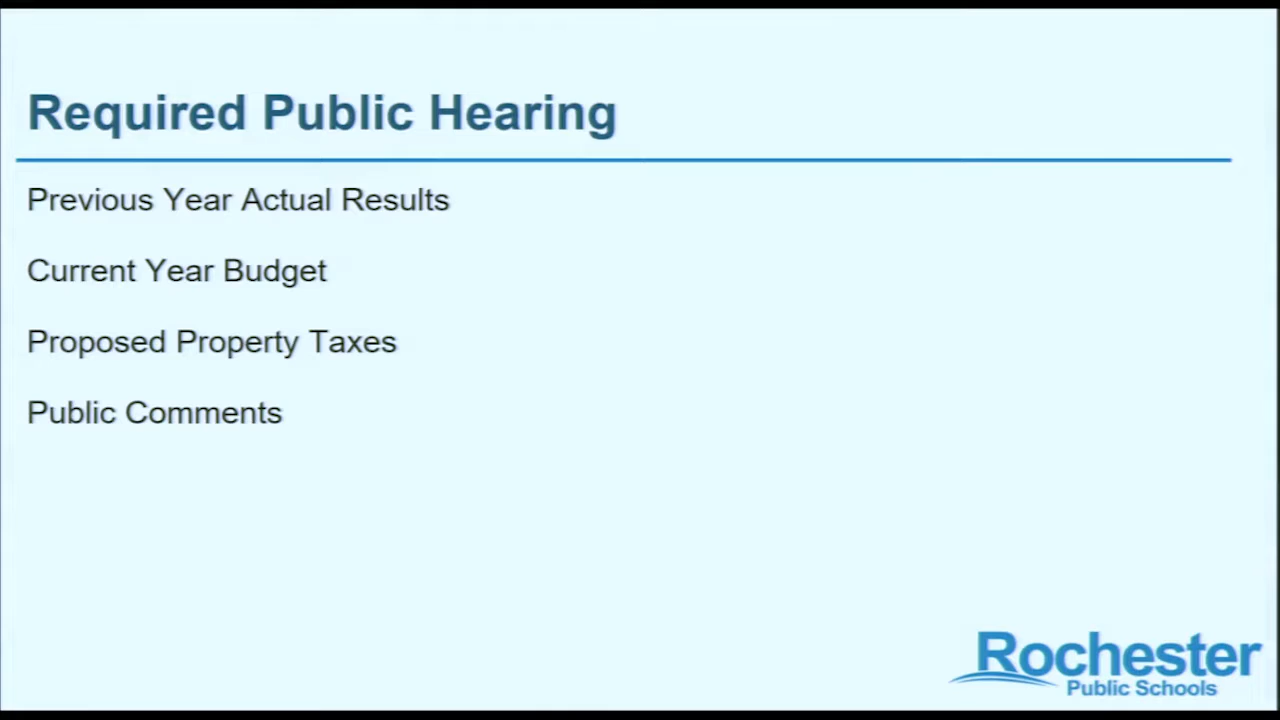 Required Public Hearing
Previous Year Actual Results
Current Year Budget
Proposed Property Taxes
Public Comments
Rochester
Public Schools